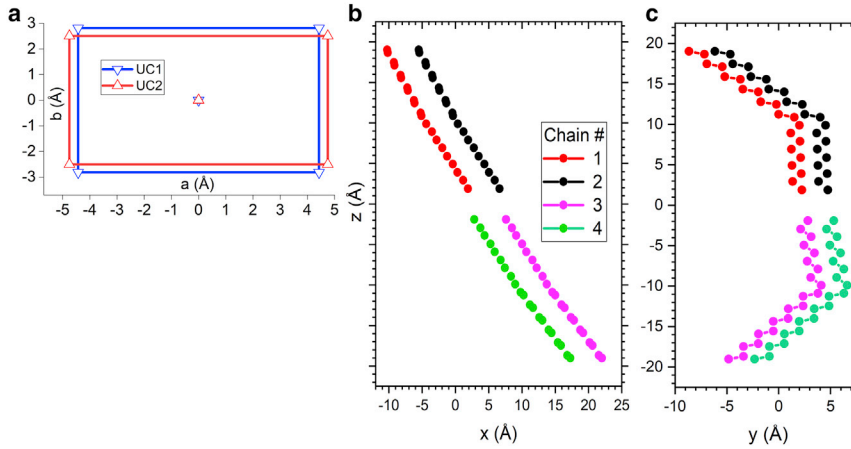 a
3
2
1
0
-1
-2
-3
b (Å)
UC1
UC2
a (Å)
-5 -4 -3 -2 -1 0 1 2 3 4 5
b
z (Å)
Chain #
1
2
3
4
-10 -5 0 5 10 15 20 25
x (Å)
c
20
15
10
5
0
-5
-10
-15
-20
-10 -5 0 5
y (Å)